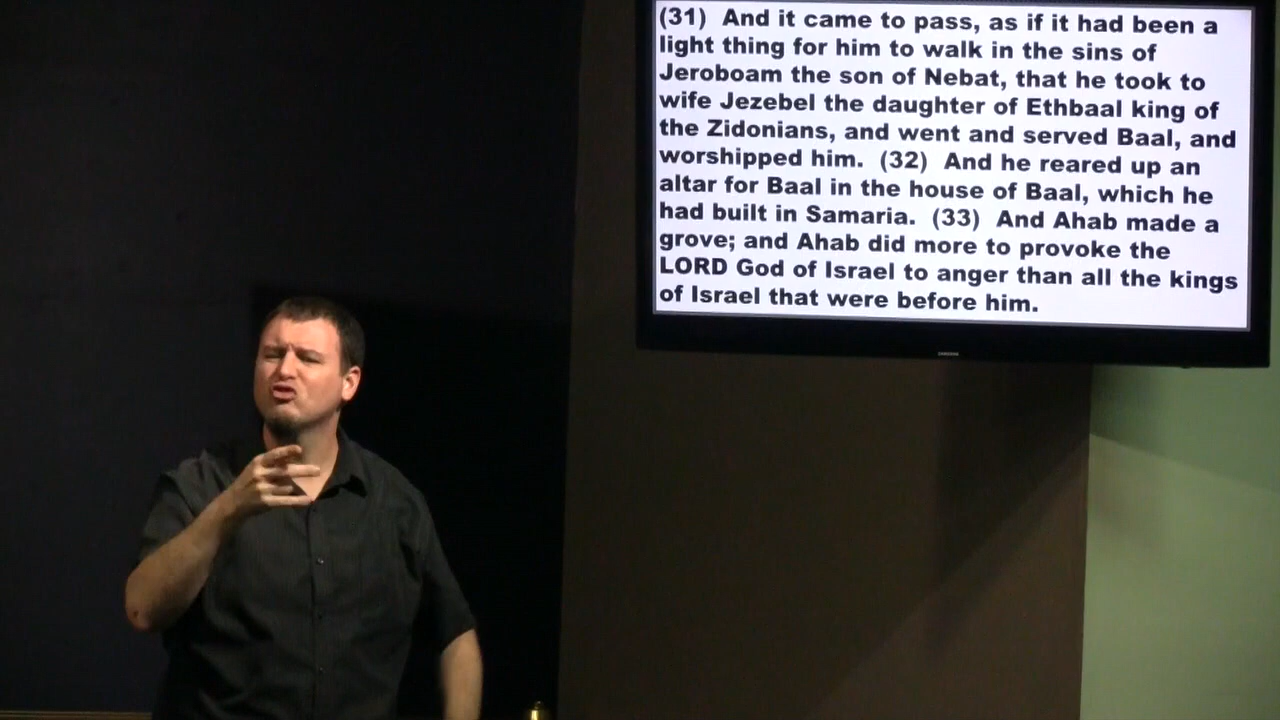 (31) And it came to pass, as if it had been a
light thing for him to walk in the sins of
Jeroboam the son of Nebat, that he took to
wife Jezebel the daughter of Ethbaal king of
the Zidonians, and went and served Baal, and
worshipped him. (32) And he reared up an
altar for Baal in the house of Baal, which he
had built in Samaria. (33) And Ahab made a
grove; and Ahab did more to provoke the
LORD God of Israel to anger than all the kings
of Israel that were before him.
SAMSUNG